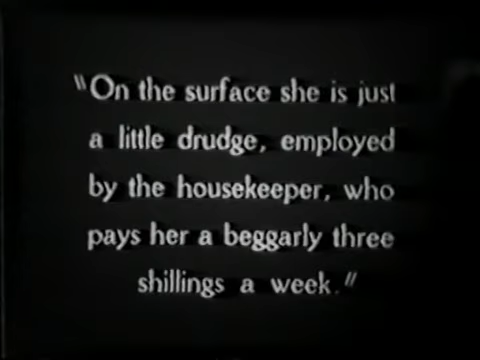 "On the surface she is just
a little drudge, employed
by the housekeeper, who
pays her a beggarly three
shillings a week."